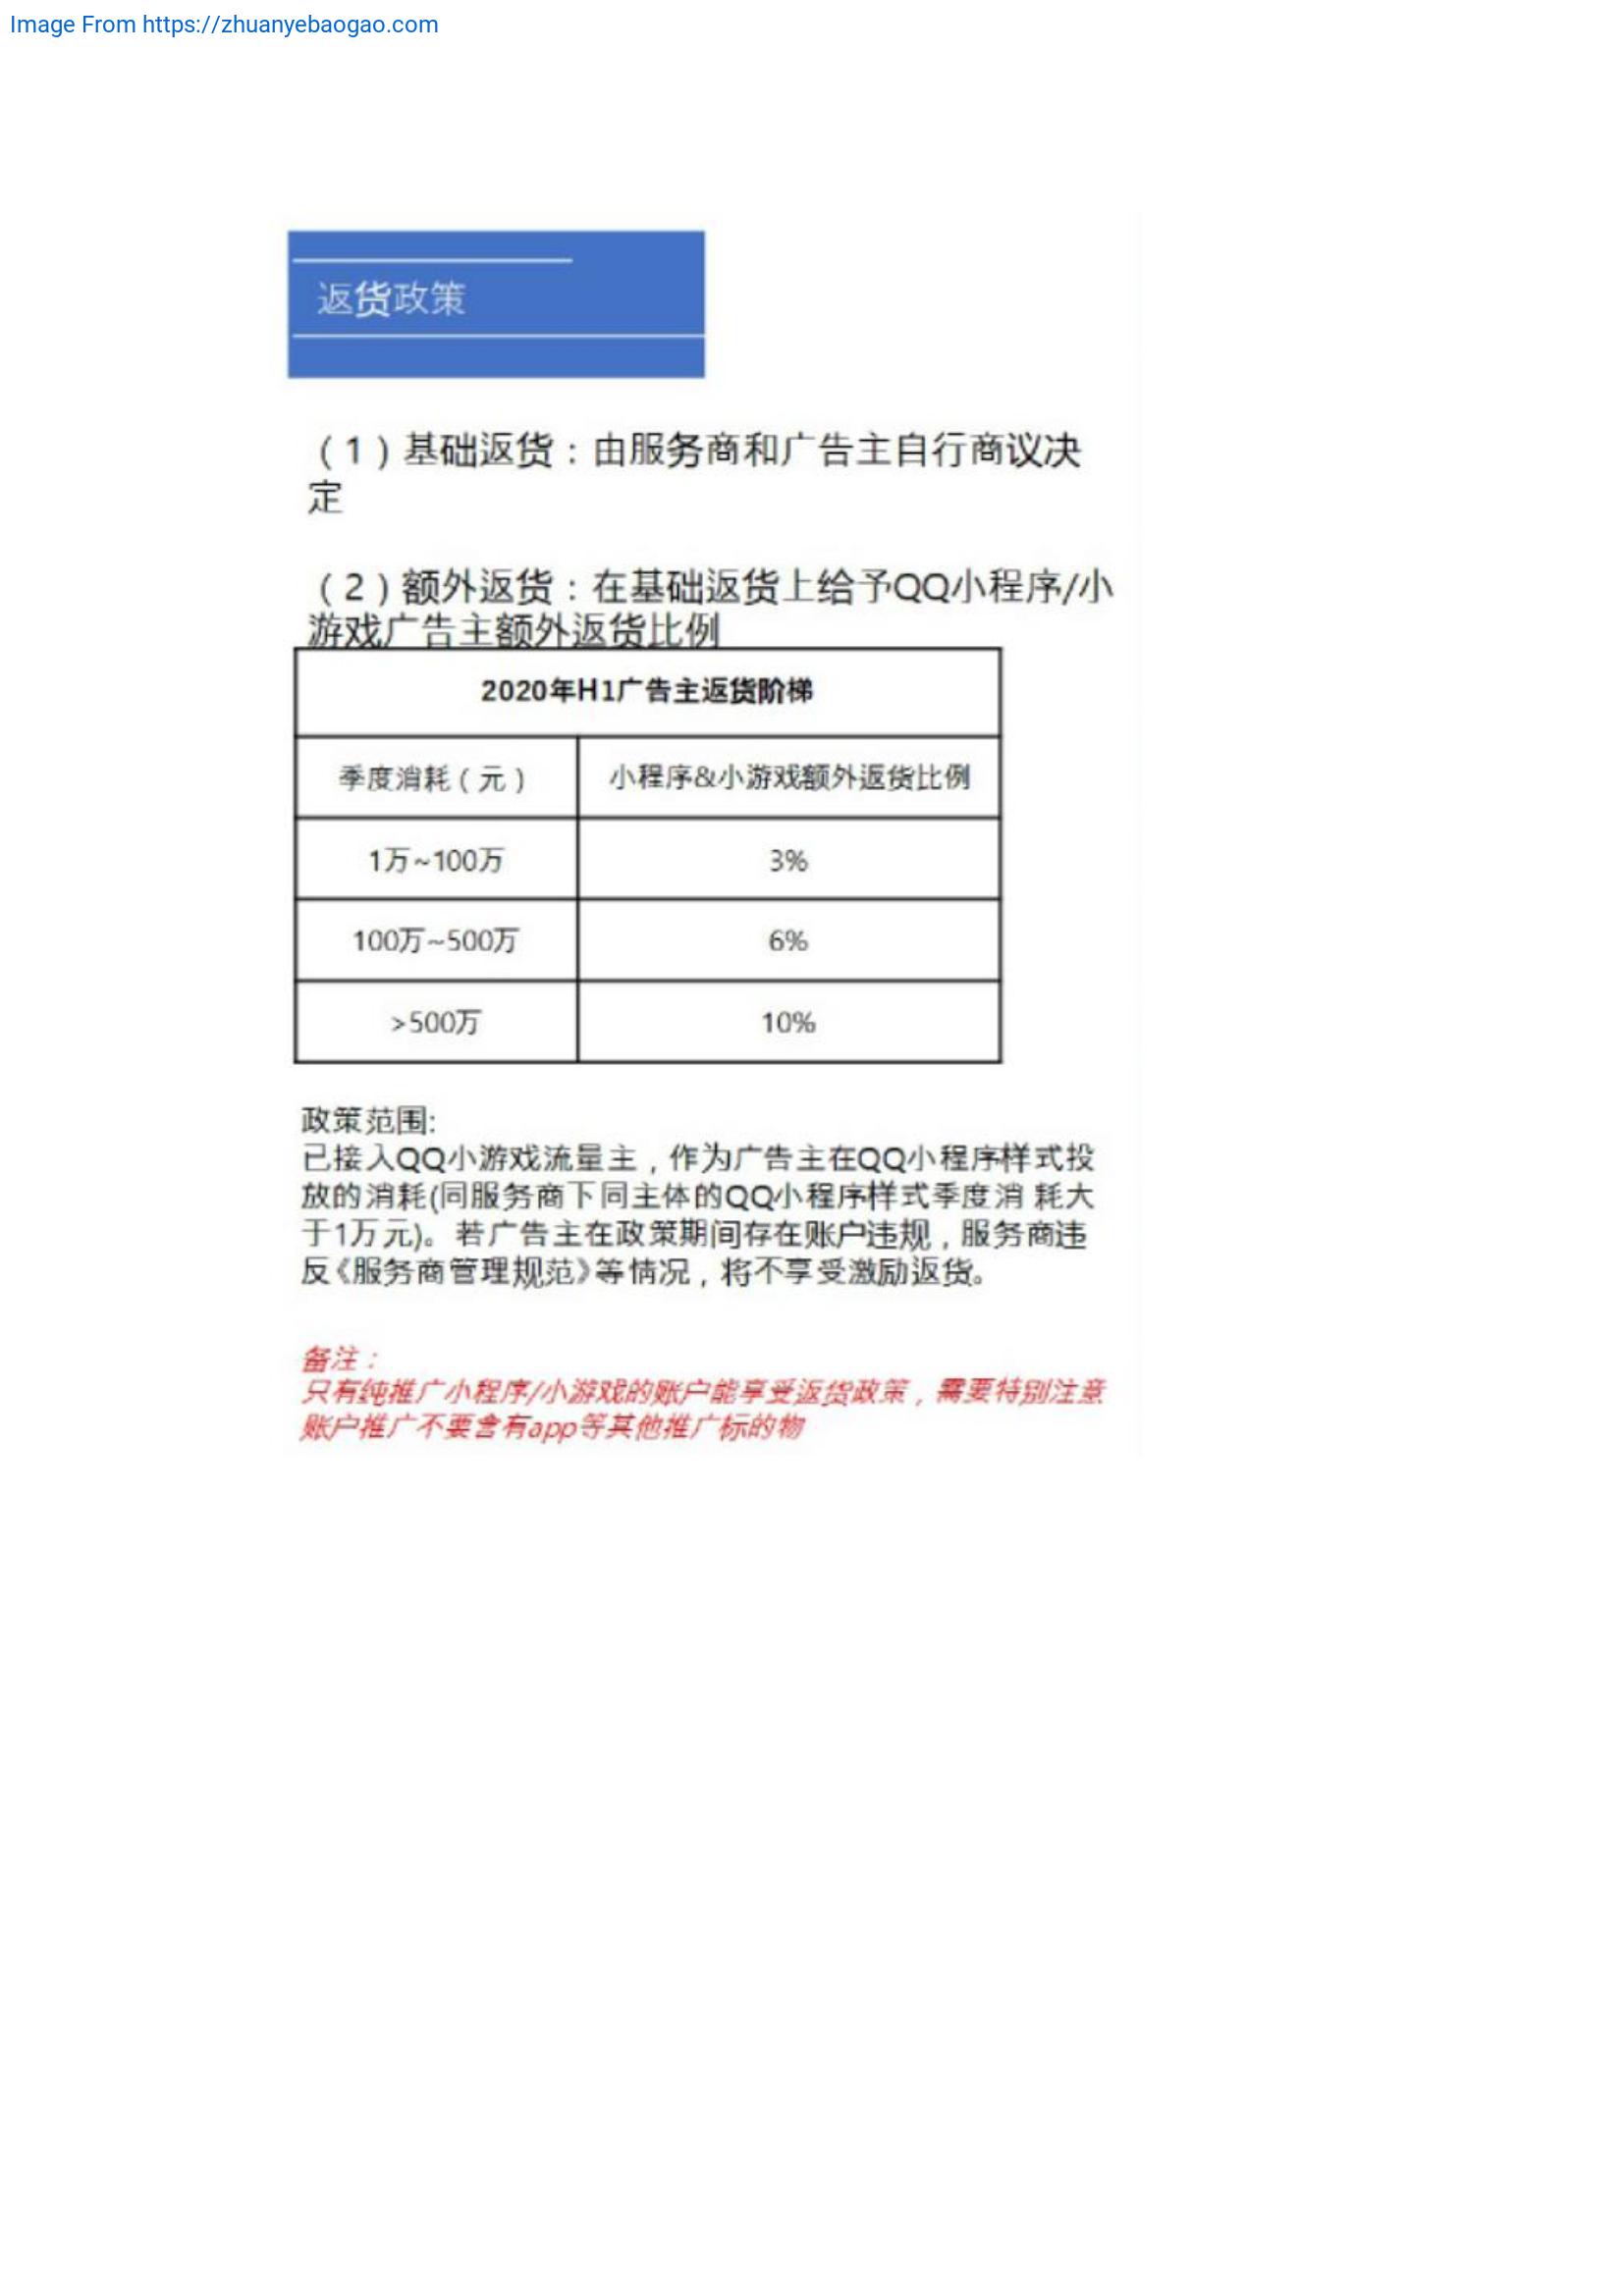 Image From https://zhuanyebaogao.com
返货政策
（1）基础返货：由服务商和广告主自行商议决
定
（2）额外返货：在基础返货上给予QQ小程序/小
游戏广告主额外返货比例
2020年H1广告主返货阶梯
季度消耗（元） 小程序&小游戏额外返货比例
1万~100万 3%
100万~500万 6%
>500万 10%
政策范围:
已接入QQ小游戏流量主，作为广告主在QQ小程序样式投
放的消耗(同服务商下同主体的QQ小程序样式季度消 耗大
于1万元)。若广告主在政策期间存在账户违规，服务商违
反《服务商管理规范》等情况，将不享受激励返货。
备注：
只有纯推广小程序/小游戏的账户能享受返货政策，需要特别注意
账户推广不要含有app等其他推广标的物